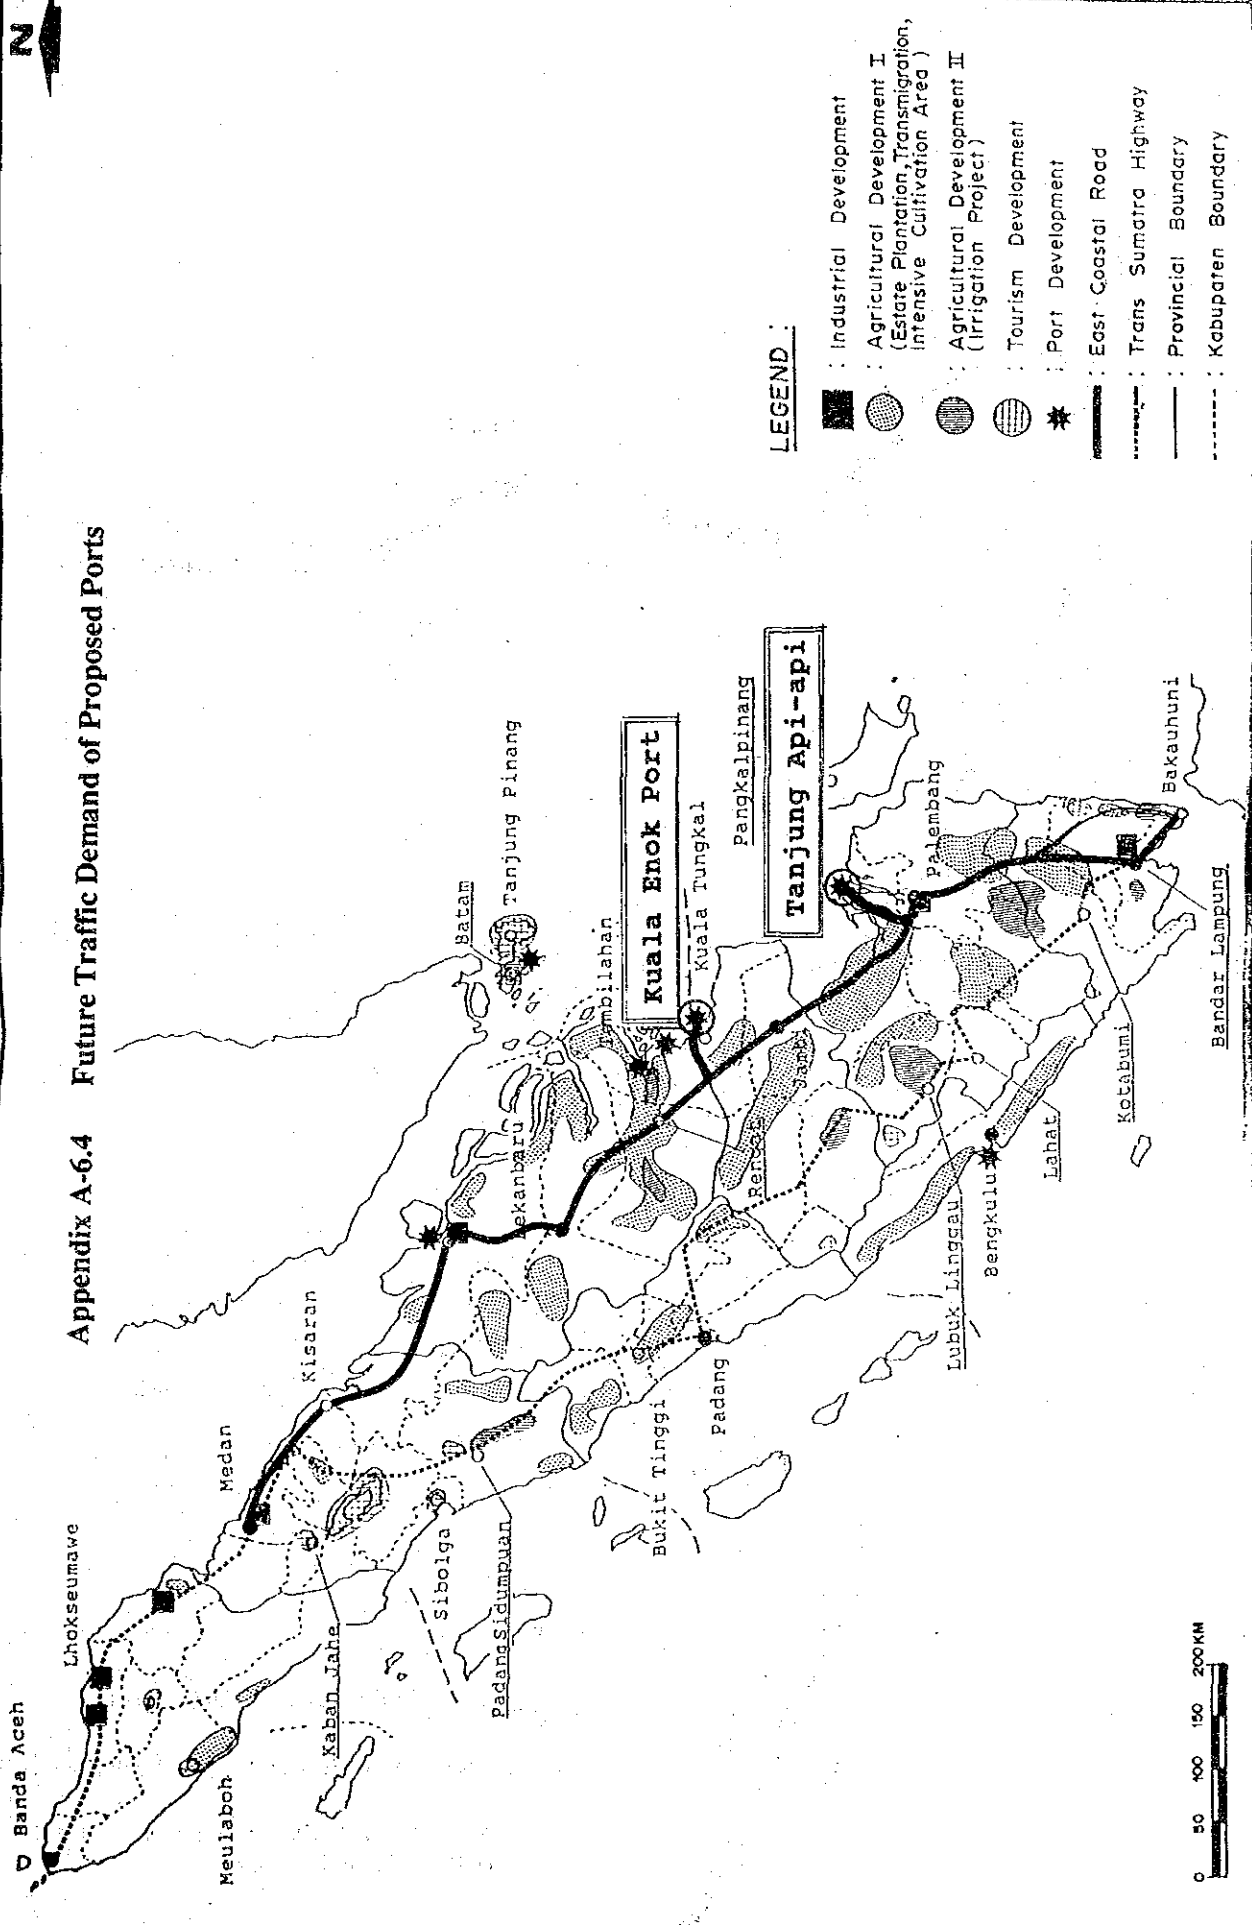 N
Appendix A-6.4 Future Traffic Demand of Proposed Ports
Banda Aceh
Lhokseumawe
Medan
Kisaran
Batam
Tanjung Pinang
Meulaboh
Kaban Jahe
Sibolga
PadangSidumpuan
Bukit Tinggi
Padang
Tembilahan
Kuala Enok Port
Kuala Tungkal
Pangkalpinang
Tanjung Api-api
Palembang
Bakauhuni
Pekanbaru
Rengat
Jambi
Lubuk Linggau
Bengkulu
Lahat
Kotabumi
Bandar Lampung
LEGEND :
: Industrial Development
: Agricultural Development I
(Estate Plantation,Transmigration,
Intensive Cultivation Area )
: Agricultural Development II
(Irrigation Project)
: Tourism Development
: Port Development
: East Coastal Road
: Trans Sumatra Highway
: Provincial Boundary
: Kabupaten Boundary
0 50 100 150 200KM